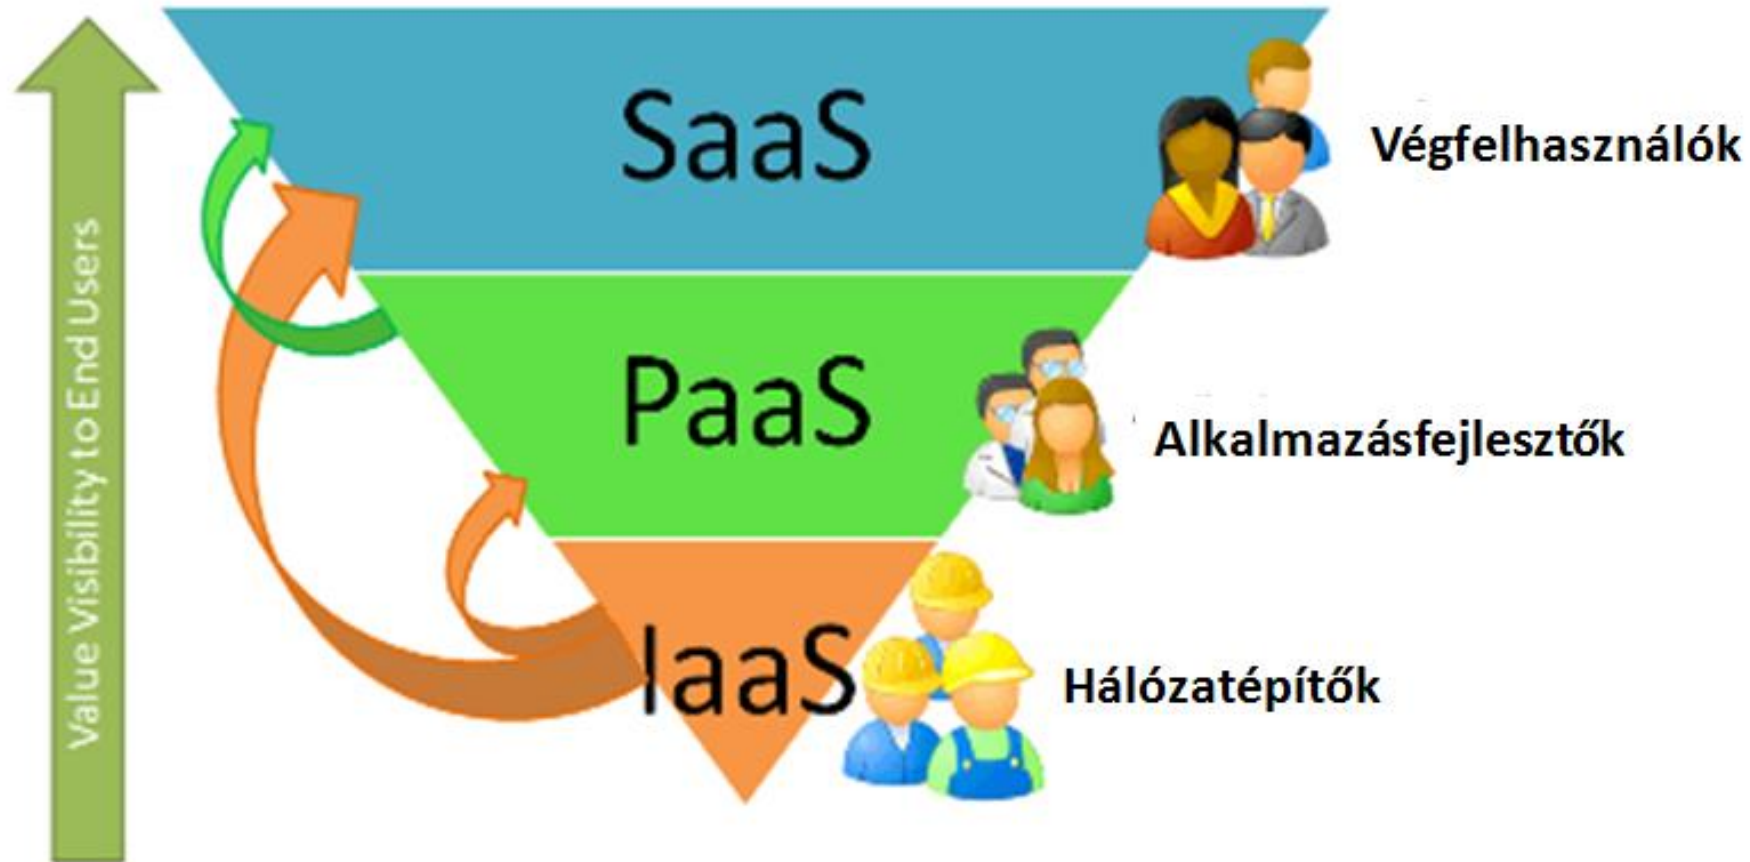 SaaS
Végfelhasználók
PaaS
Alkalmazásfejlesztők
IaaS
Hálózatépítők
Value Visibility to End Users